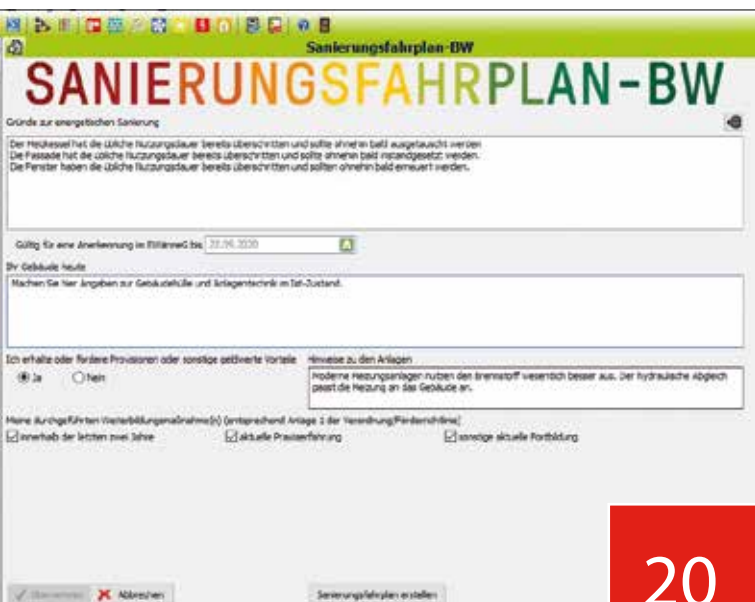 Sanierungsfahrplan-BW
SANIERUNGSFAHRPLAN-BW
Gründe zur energetischen Sanierung
Der Heizkessel hat die übliche Nutzungsdauer bereits überschritten und sollte ohnehin bald ausgetauscht werden
Die Fassade hat die übliche Nutzungsdauer bereits überschritten und sollte ohnehin bald instandgesetzt werden.
Die Fenster haben die übliche Nutzungsdauer bereits überschritten und sollten ohnehin bald erneuert werden.
Gültig für eine Anerkennung im EWärmeG bis
Ihr Gebäude heute
Machen Sie hier Angaben zur Gebäudehülle und Anlagentechnik im Ist-Zustand.
Ich erhalte oder fordere Provisionen oder sonstige geldwerte Vorteile
Ja Nein
Hinweise zu den Anlagen
Moderne Heizungsanlagen nutzen den Brennstoff wesentlich besser aus. Der hydraulische Abgleich
passt die Heizung an das Gebäude an.
Meine durchgeführten Weiterbildungsmaßnahme(n) (entsprechend Anlage 1 der Verordnung/Förderrichtlinie)
innerhalb der letzten zwei Jahre aktuelle Praxiserfahrung sonstige aktuelle Fortbildung
Übernehmen Abbrechen Sanierungsfahrplan erstellen
20